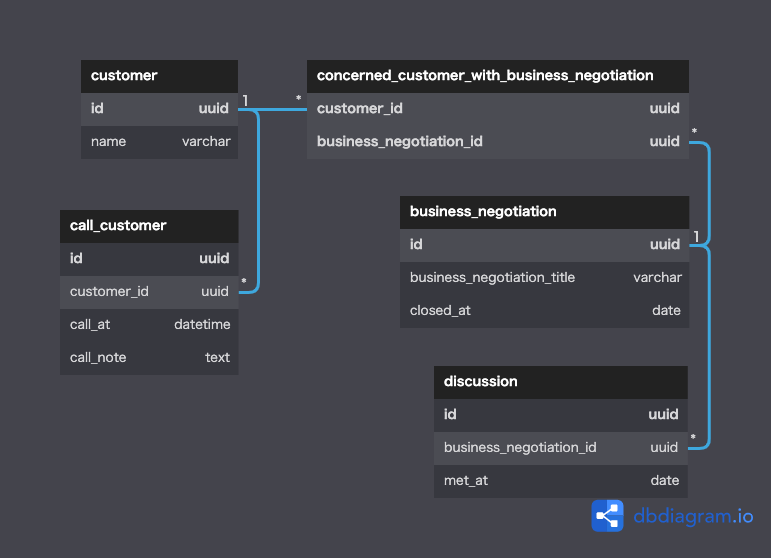 customer
id uuid
name varchar
1
*
concerned_customer_with_business_negotiation
customer_id uuid
business_negotiation_id uuid
*
call_customer
id uuid
customer_id uuid
*
call_at datetime
call_note text
business_negotiation
id uuid
1
business_negotiation_title varchar
closed_at date
discussion
id uuid
business_negotiation_id uuid
*
met_at date
dbdiagram.io